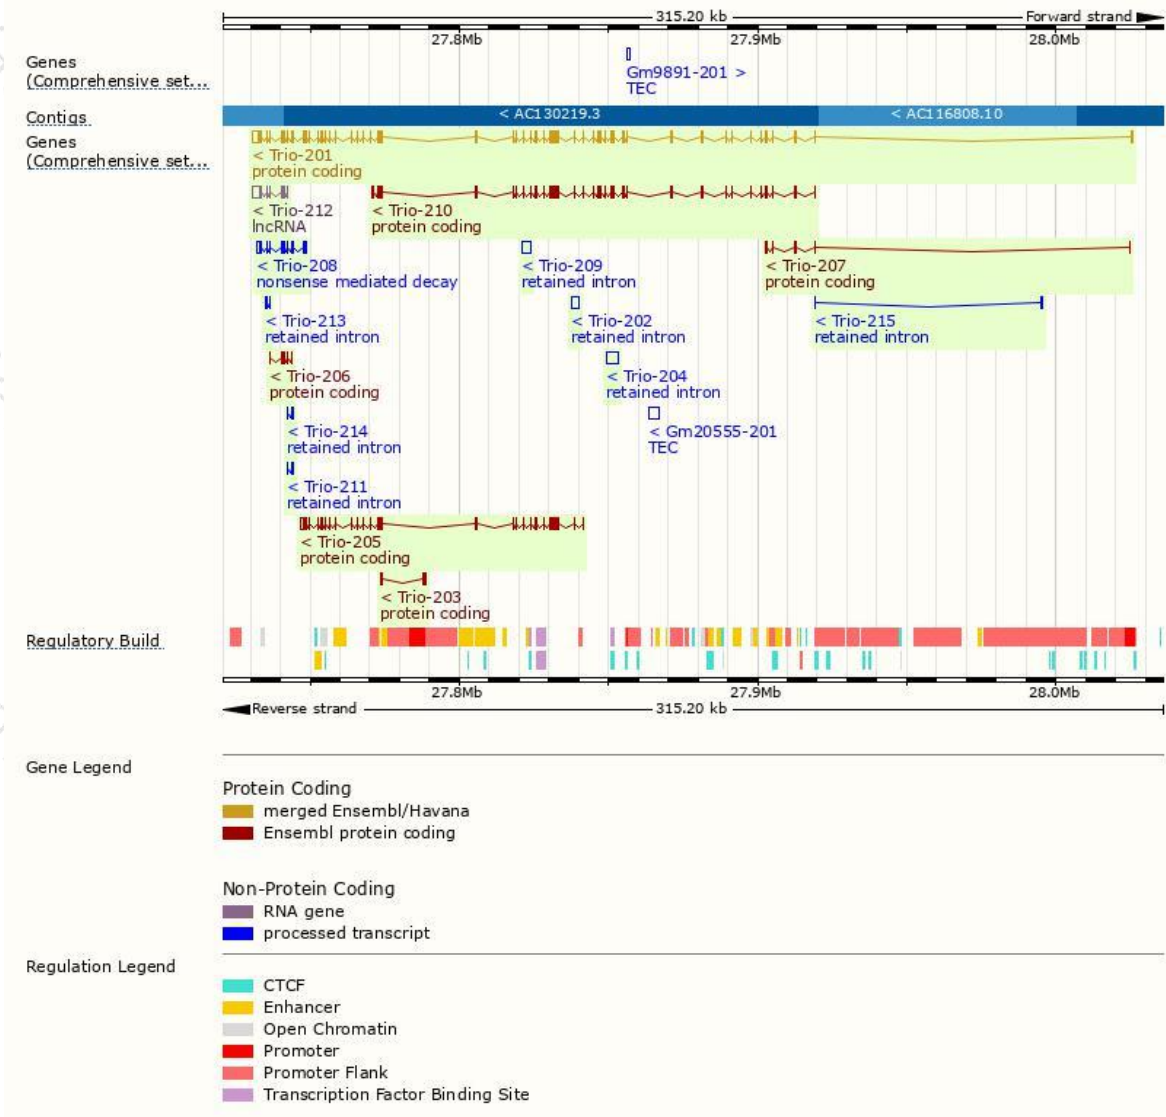 315.20 kb
Forward strand
27.8Mb 27.9Mb 28.0Mb
Genes
(Comprehensive set...
Gm9891-201 >
TEC
Contigs
< AC130219.3 < AC116808.10
Genes
(Comprehensive set...
< Trio-201
protein coding
< Trio-212
lncRNA
< Trio-210
protein coding
< Trio-208
nonsense mediated decay
< Trio-209
retained intron
< Trio-207
protein coding
< Trio-213
retained intron
< Trio-202
retained intron
< Trio-215
retained intron
< Trio-206
protein coding
< Trio-204
retained intron
< Trio-214
retained intron
< Gm20555-201
TEC
< Trio-211
retained intron
< Trio-205
protein coding
< Trio-203
protein coding
Regulatory Build
27.8Mb 27.9Mb 28.0Mb
Reverse strand
315.20 kb
Gene Legend
Protein Coding
merged Ensembl/Havana
Ensembl protein coding
Non-Protein Coding
RNA gene
processed transcript
Regulation Legend
CTCF
Enhancer
Open Chromatin
Promoter
Promoter Flank
Transcription Factor Binding Site